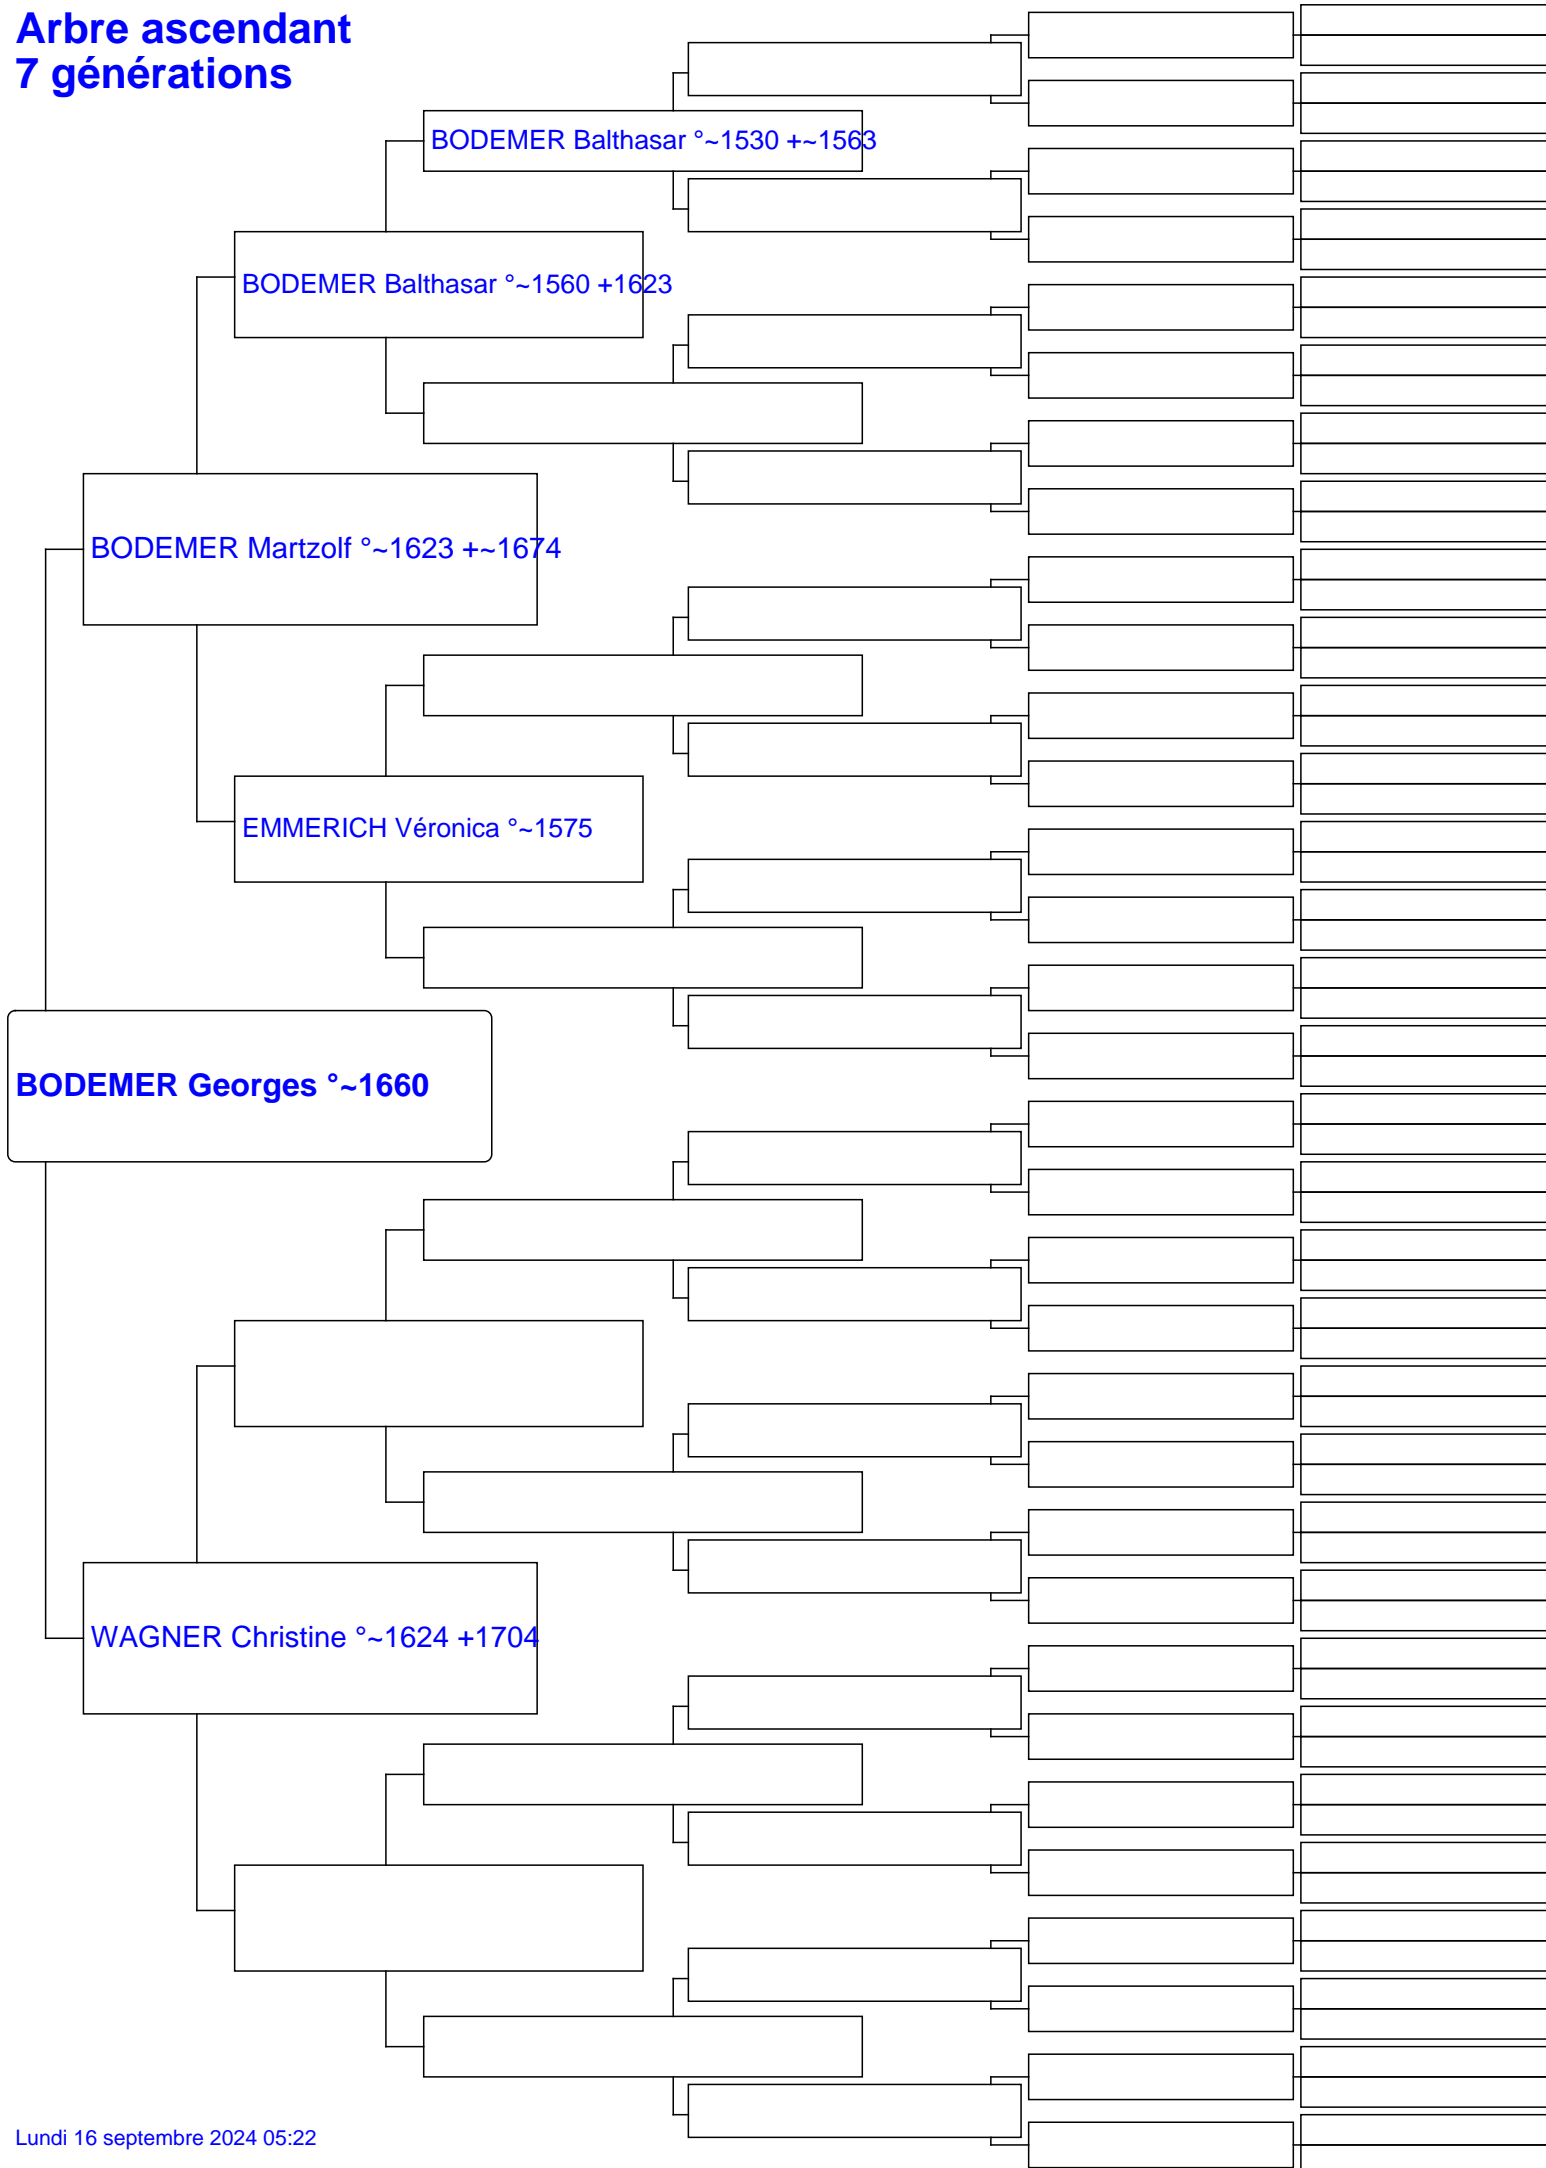 Arbre ascendant
7 générations
BODEMER Balthasar °~1530 +~1563
BODEMER Balthasar °~1560 +1623
BODEMER Martzolf °~1623 +~1674
EMMERICH Véronica °~1575
BODEMER Georges °~1660
WAGNER Christine °~1624 +1704
Lundi 16 septembre 2024 05:22